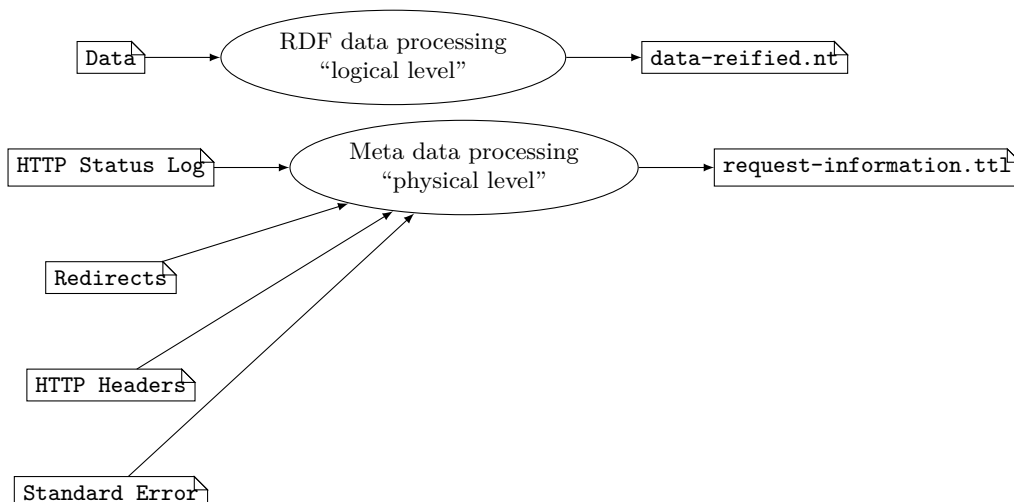 Data
RDF data processing
“logical level”
data-reified.nt
HTTP Status Log
Meta data processing
“physical level”
request-information.ttl
Redirects
HTTP Headers
Standard Error